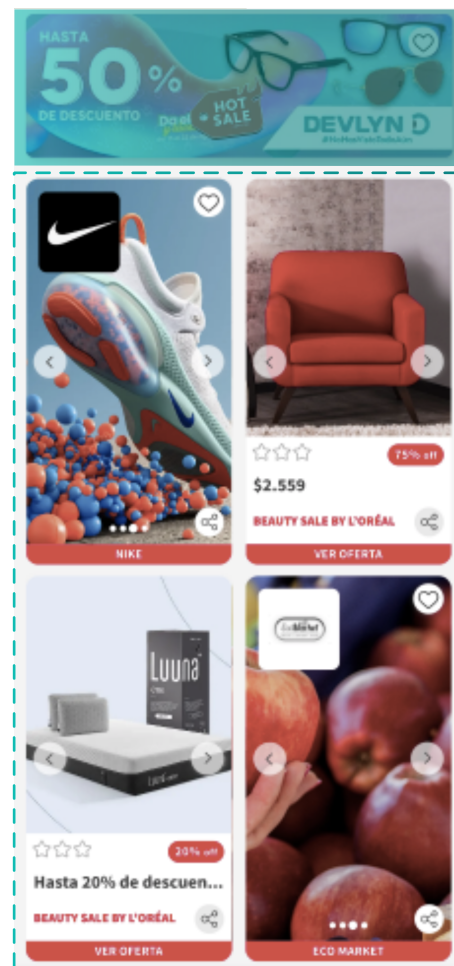 HASTA
50%
DE DESCUENTO
HOT
SALE
DEVLYN
NIKE
75% off
$2.559
BEAUTY SALE BY L'ORÉAL
VER OFERTA
Luuna
20% off
Hasta 20% de descuen...
BEAUTY SALE BY L'ORÉAL
VER OFERTA
ECO MARKET